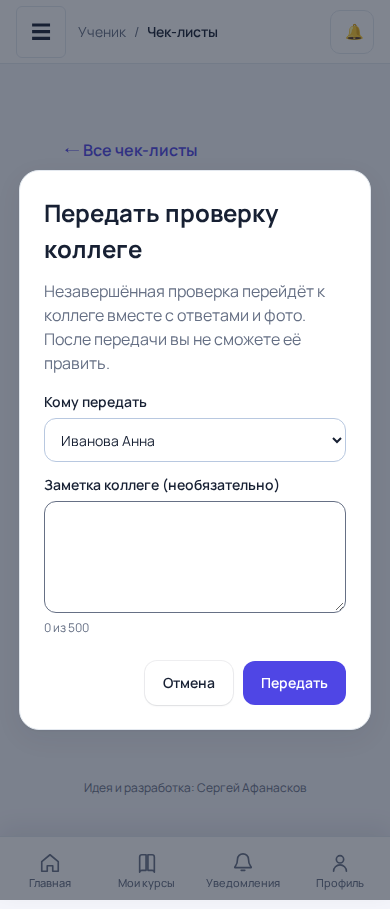 Ученик / Чек-листы
← Все чек-листы
Передать проверку
коллеге
Незавершённая проверка перейдёт к
коллеге вместе с ответами и фото.
После передачи вы не сможете её
править.
Кому передать
Иванова Анна
Заметка коллеге (необязательно)
0 из 500
Отмена
Передать
Идея и разработка: Сергей Афанасков
Главная
Мои курсы
Уведомления
Профиль